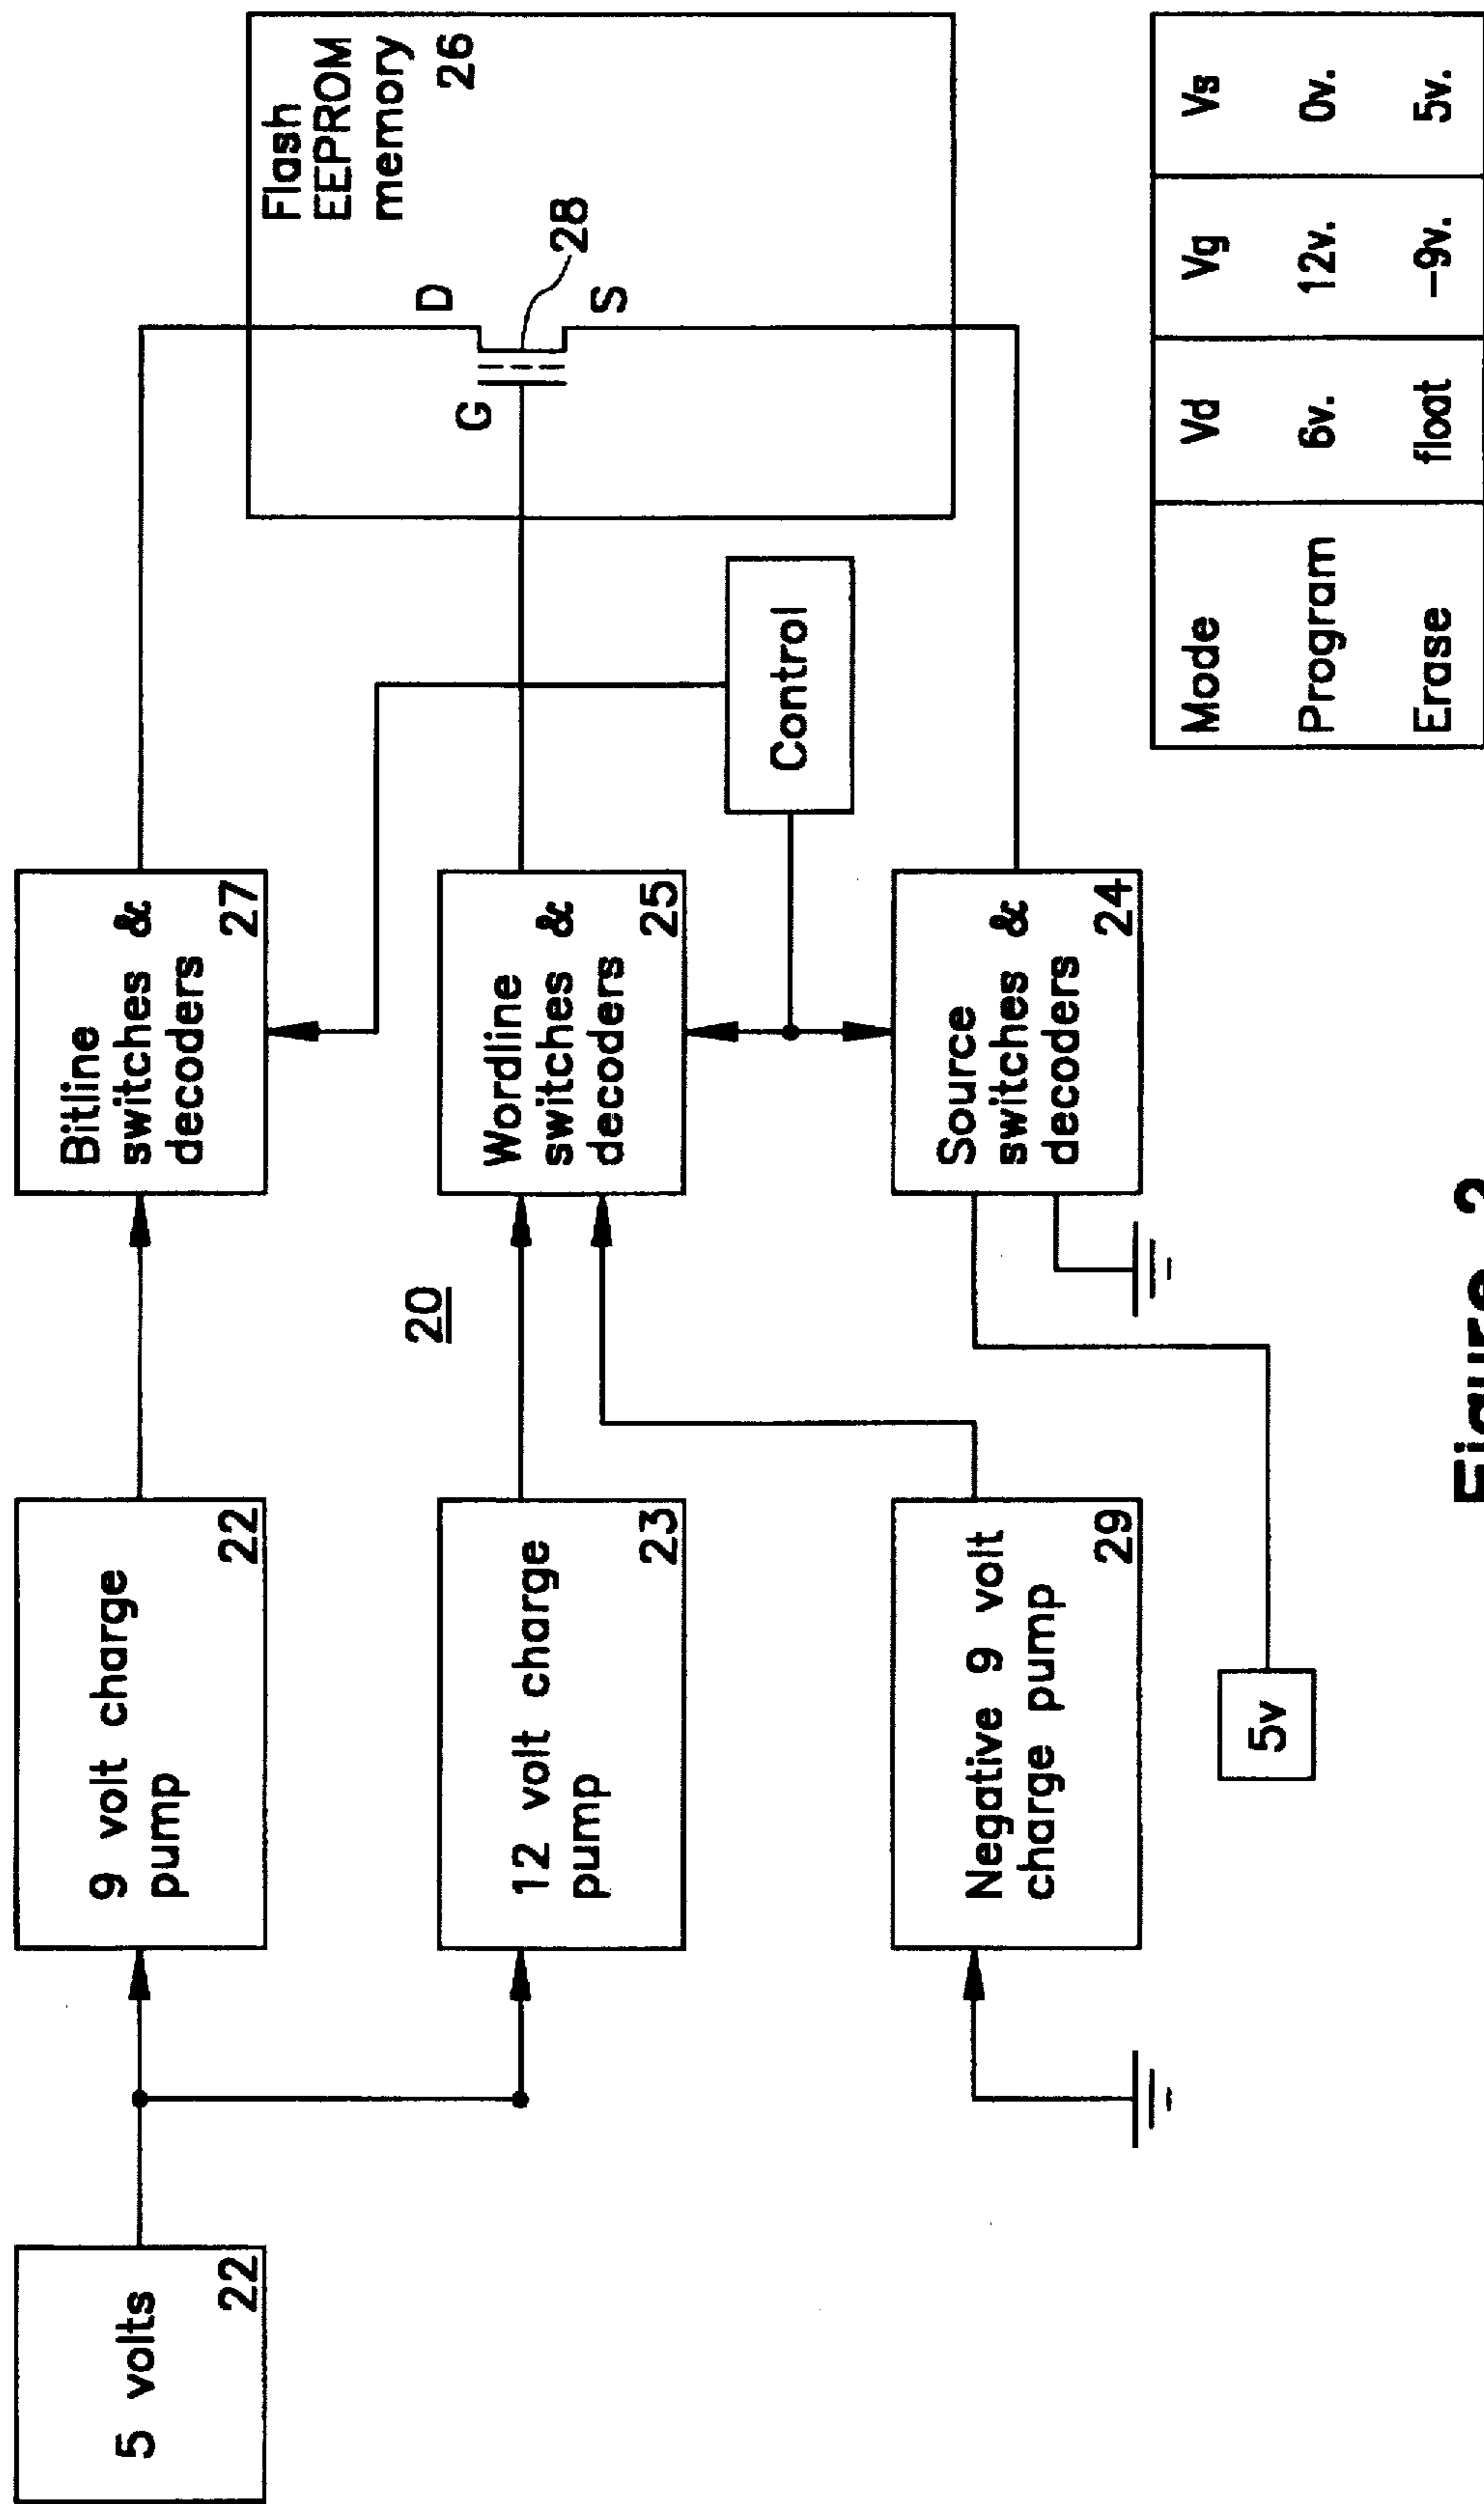 5 volts
22
9 volt charge
pump
22
12 volt charge
pump
23
Negative 9 volt
charge pump
29
5v
20
Bitline
switches &
decoders
27
Wordline
switches &
decoders
25
Source
switches &
decoders
24
Control
Flash
EEPROM
memory
26
D
G
S
28
Mode Vd Vg Vs
Program 6v. 12v. 0v.
Erase float -9v. 5v.
Figure 2